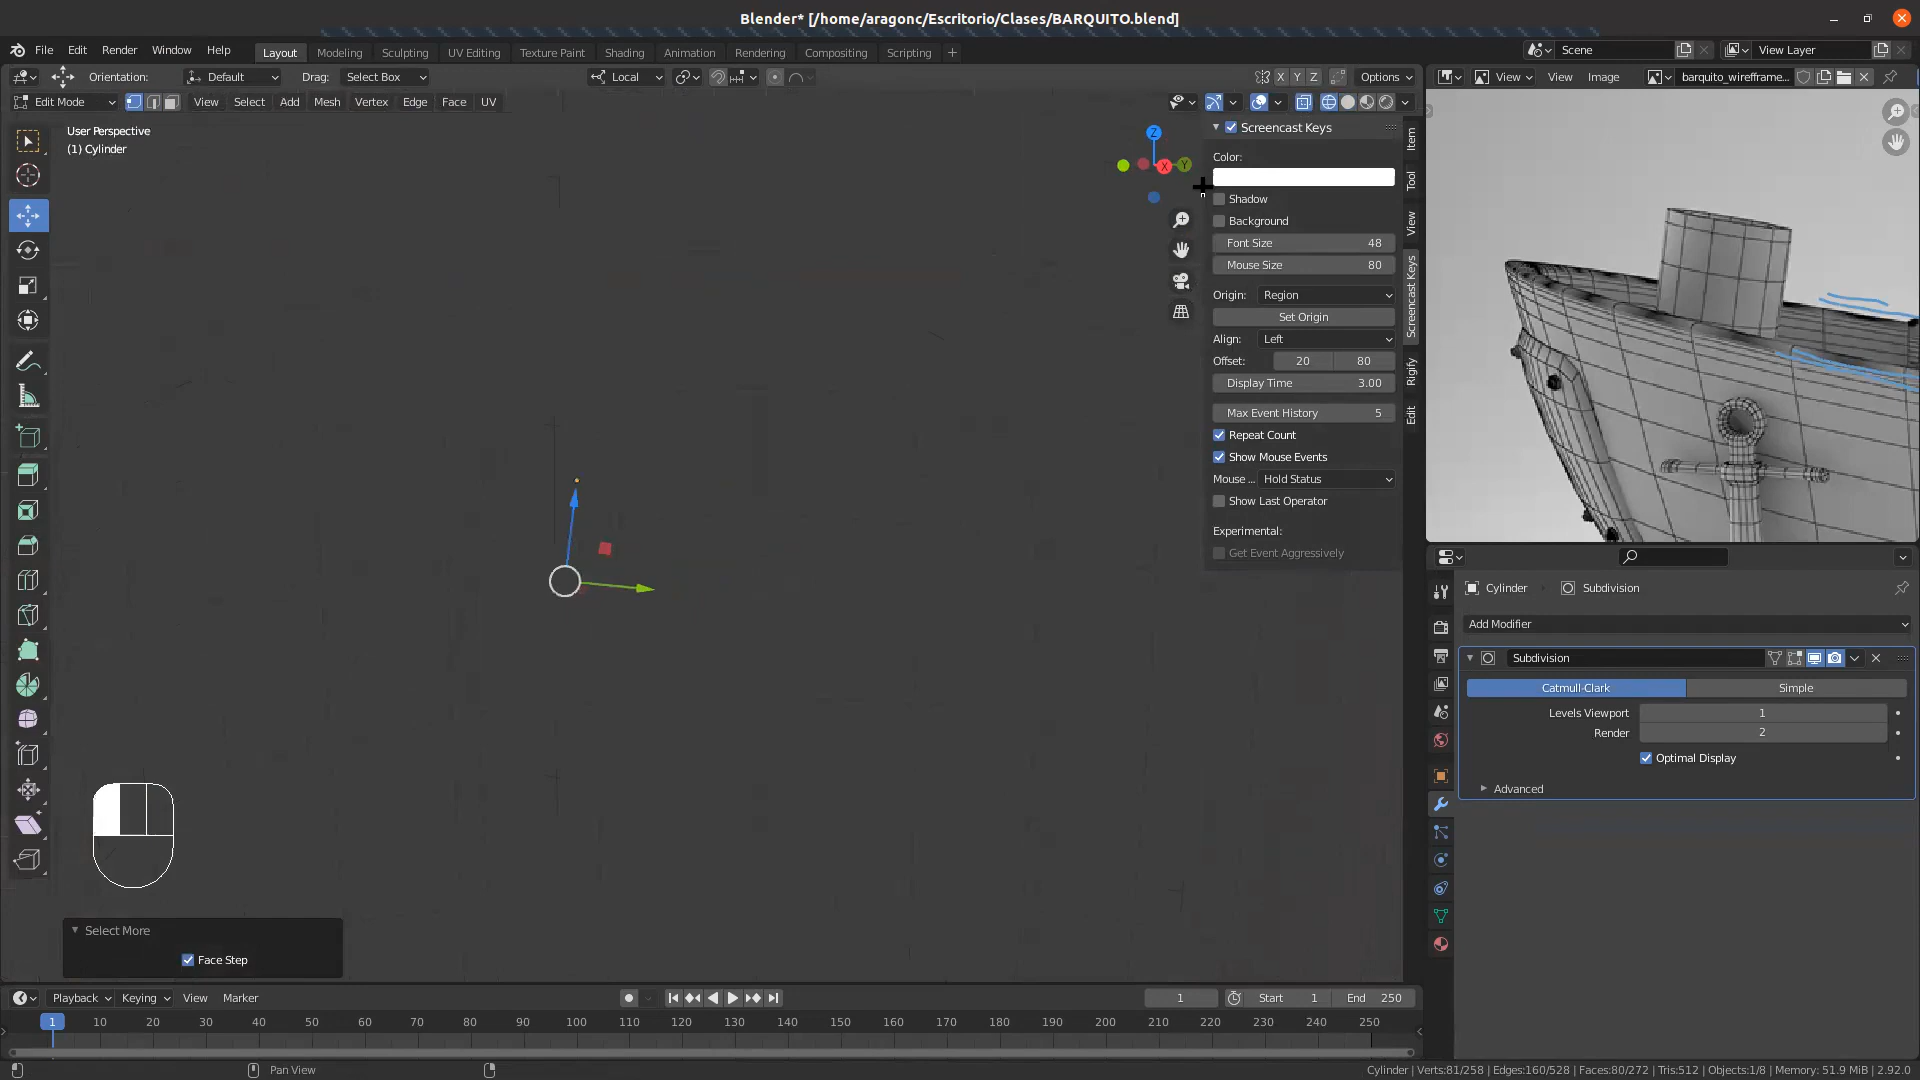 Blender* [/home/aragonc/Escritorio/Clases/BARQUITO.blend]
File Edit Render Window Help Layout Modeling Sculpting UV Editing Texture Paint Shading Animation Rendering Compositing Scripting Scene View Layer
Orientation: Default Drag: Select Box Local X Y Z Options View View Image barquito_wirefframe...
Edit Mode View Select Add Mesh Vertex Edge Face UV
User Perspective
(1) Cylinder
Z
X
Y
Screencast Keys
Color:
Shadow
Background
Font Size 48
Mouse Size 80
Origin: Region
Set Origin
Align: Left
Offset: 20 80
Display Time 3.00
Max Event History 5
Repeat Count
Show Mouse Events
Mouse ... Hold Status
Show Last Operator
Experimental:
Get Event Aggressively
Item
Tool
View
Screencast Keys
Rigify
Edit
Cylinder Subdivision
Add Modifier
Subdivision
Catmull-Clark Simple
Levels Viewport 1
Render 2
Optimal Display
Advanced
Select More
Face Step
Playback Keying View Marker 1 Start 1 End 250
1 10 20 30 40 50 60 70 80 90 100 110 120 130 140 150 160 170 180 190 200 210 220 230 240 250
Pan View
Cylinder | Verts:81/258 | Edges:160/528 | Faces:80/272 | Tris:512 | Objects:1/8 | Memory: 51.9 MiB | 2.92.0